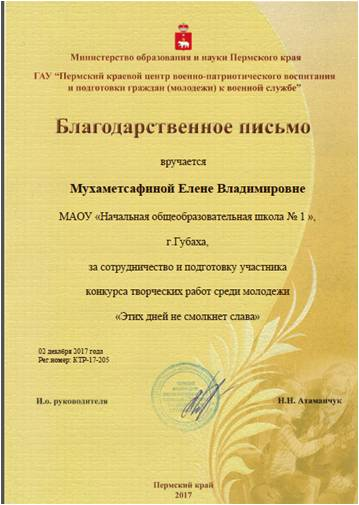 Министерство образования и науки Пермского края
ГАУ “Пермский краевой центр военно-патриотического воспитания
и подготовки граждан (молодежи) к военной службе”
Благодарственное письмо
вручается
Мухаметсафиной Елене Владимировне
МАОУ «Начальная общеобразовательная школа № 1 »,
г.Губаха,
за сотрудничество и подготовку участника
конкурса творческих работ среди молодежи
«Этих дней не смолкнет слава»
02 декабря 2017 года
Рег.номер: КТР-17-205
И.о. руководителя
Н.Н. Атаманчук
Пермский край
2017